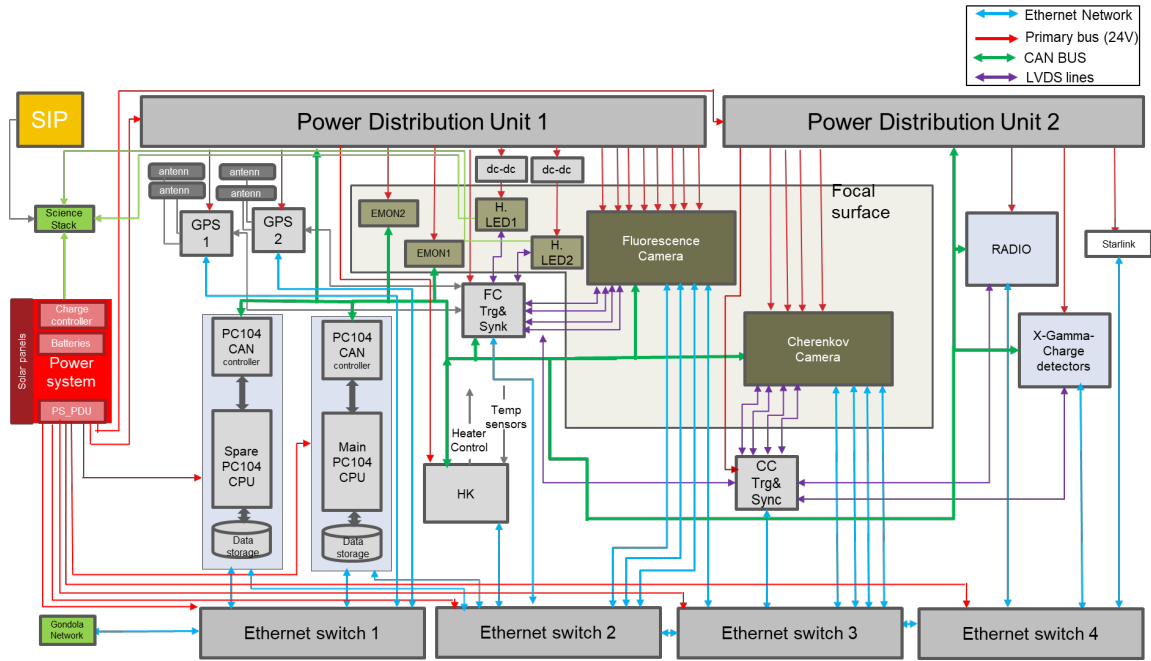 Ethernet Network
Primary bus (24V)
CAN BUS
LVDS lines
SIP
Power Distribution Unit 1
Power Distribution Unit 2
antenn
antenn
antenn
antenn
dc-dc
dc-dc
Focal
surface
Science
Stack
GPS
1
GPS
2
EMON2
EMON1
H.
LED1
H.
LED2
Fluorescence
Camera
RADIO
Starlink
Solar panels
Charge
controller
Batteries
Power
system
PS_PDU
PC104
CAN
controller
PC104
CAN
controller
FC
Trg&
Synk
Cherenkov
Camera
X-Gamma-
Charge
detectors
Spare
PC104
CPU
Main
PC104
CPU
Heater
Control
Temp
sensors
HK
CC
Trg&
Sync
Data
storage
Data
storage
Gondola
Network
Ethernet switch 1
Ethernet switch 2
Ethernet switch 3
Ethernet switch 4